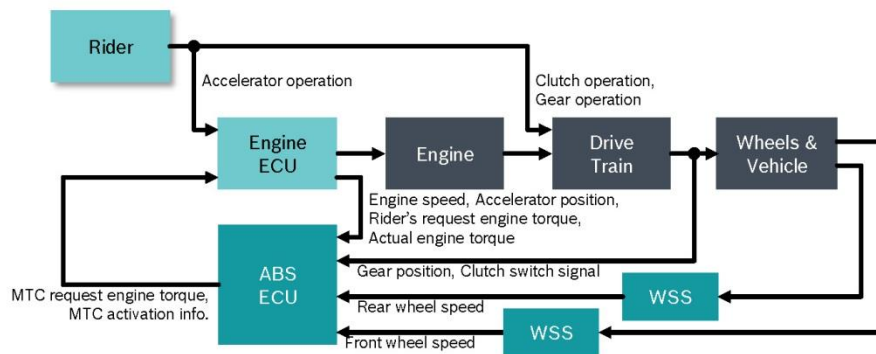 Rider
Accelerator operation
Clutch operation,
Gear operation
Engine
ECU
Engine
Drive
Train
Wheels &
Vehicle
Engine speed, Accelerator position,
Rider's request engine torque,
Actual engine torque
ABS
ECU
Gear position, Clutch switch signal
MTC request engine torque,
MTC activation info.
WSS
Rear wheel speed
WSS
Front wheel speed